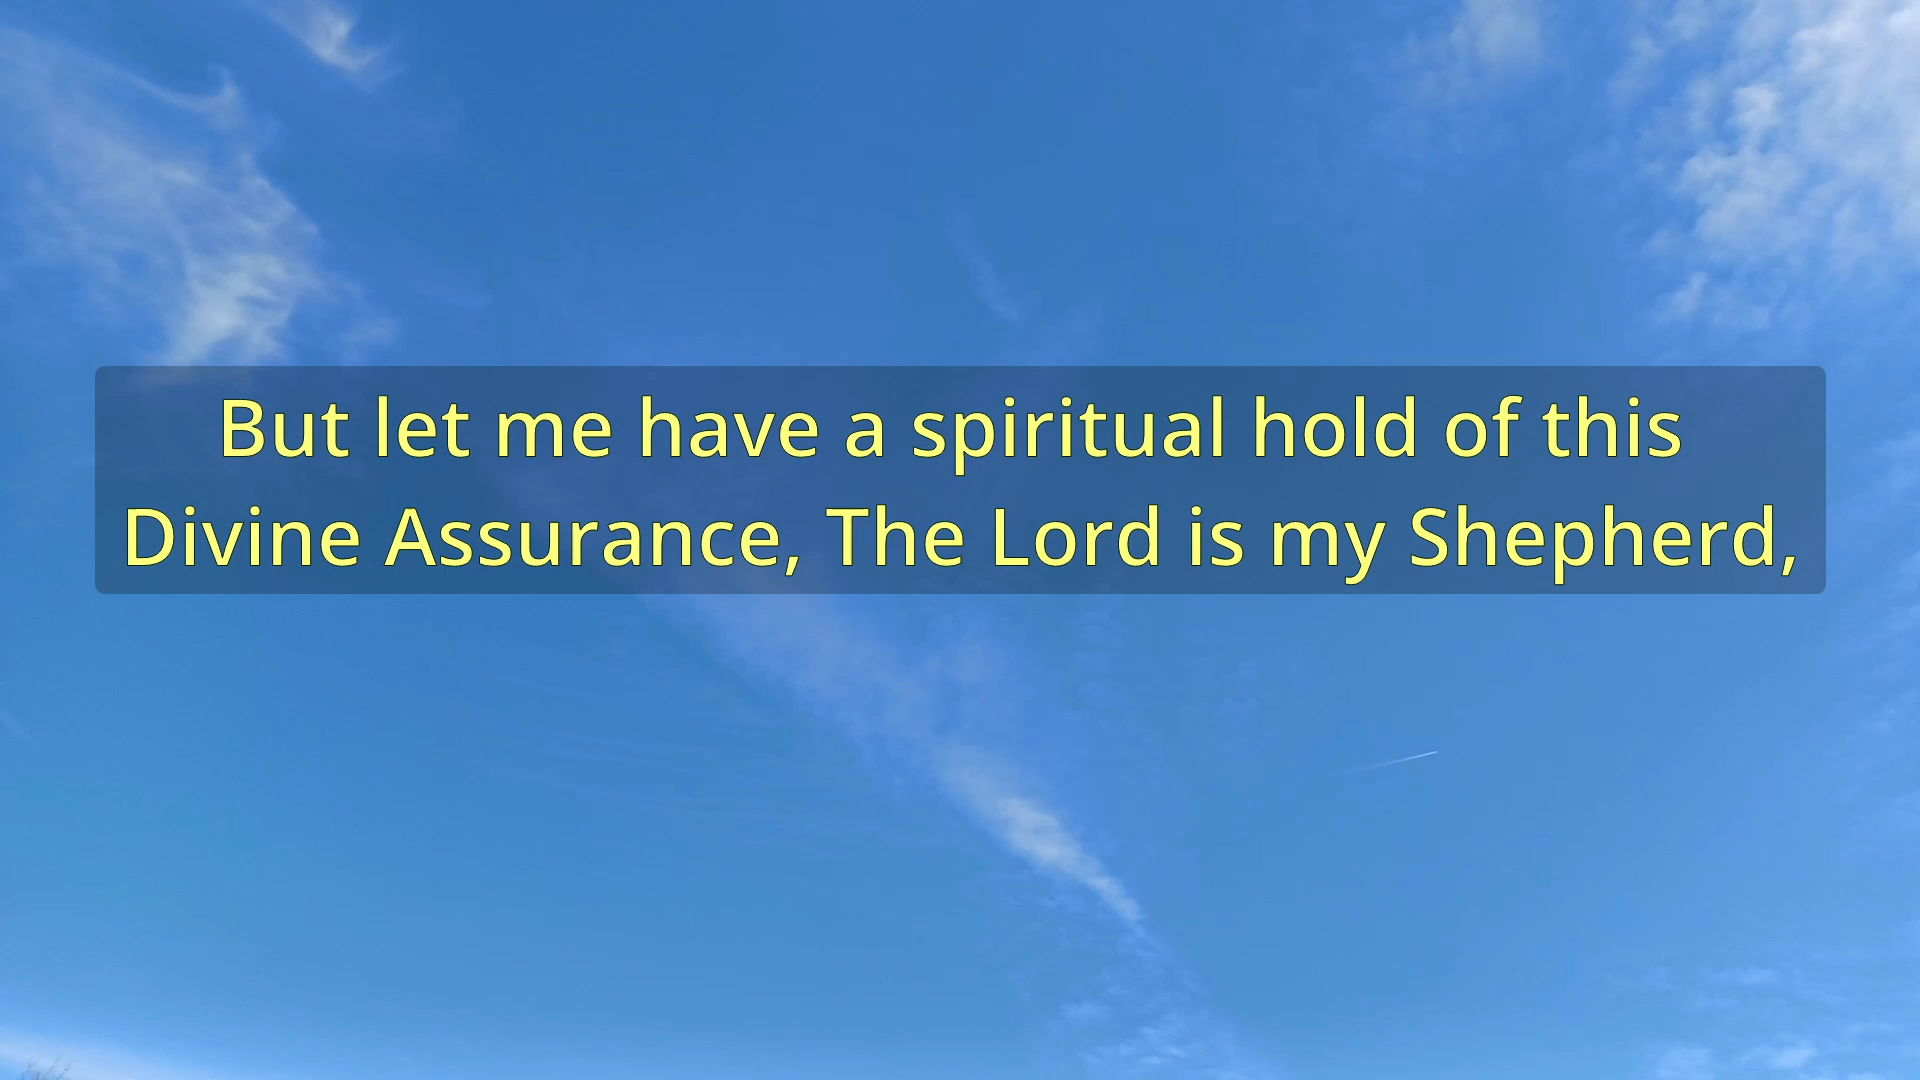 But let me have a spiritual hold of this
Divine Assurance, The Lord is my Shepherd,